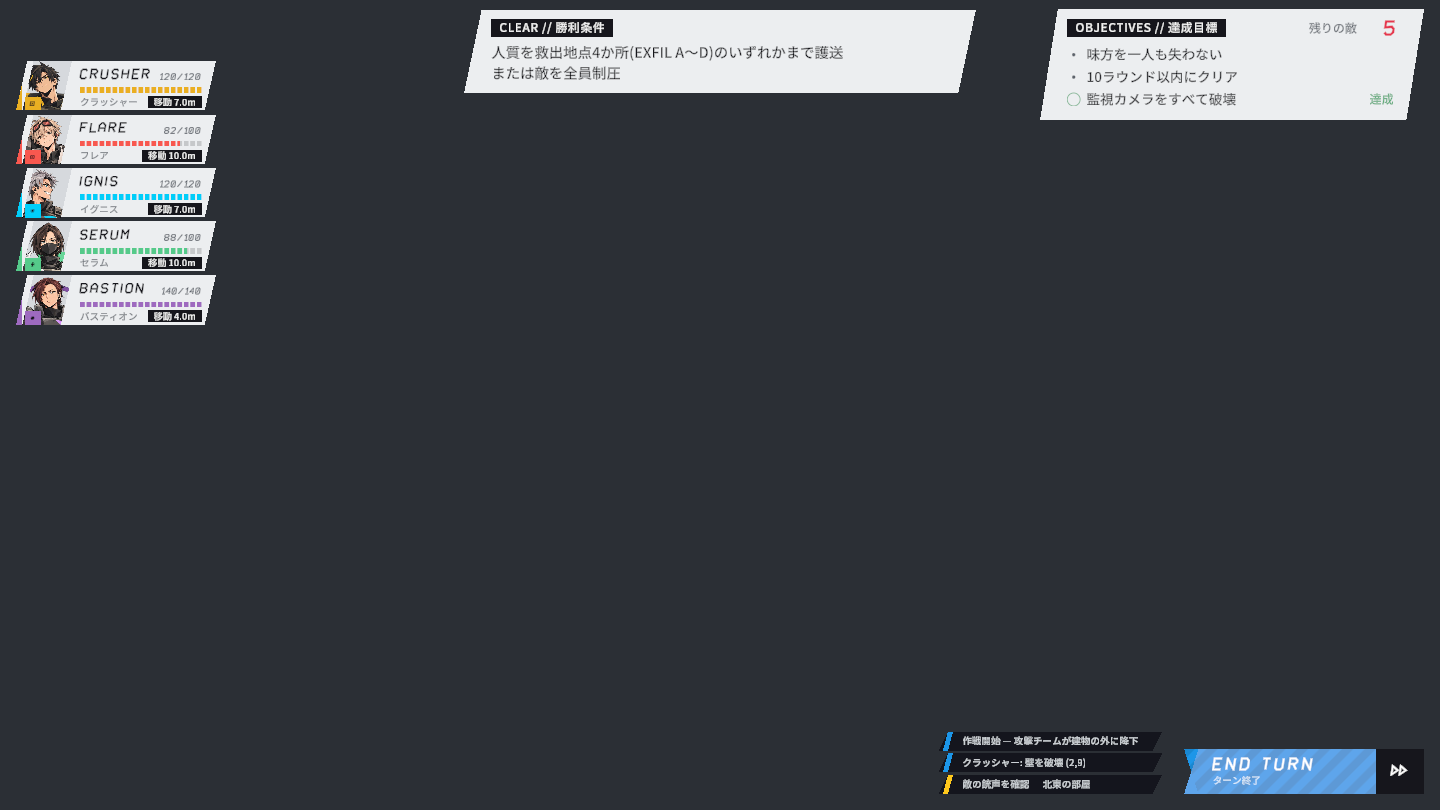 CLEAR // 勝利条件
人質を救出地点4か所(EXFIL A〜D)のいずれかまで護送
または敵を全員制圧
OBJECTIVES // 達成目標
残りの敵 5
・ 味方を一人も失わない
・ 10ラウンド以内にクリア
◯ 監視カメラをすべて破壊 達成
CRUSHER 120/120
クラッシャー 移動 7.0m
FLARE 82/100
フレア 移動 10.0m
IGNIS 120/120
イグニス 移動 7.0m
SERUM 88/100
セラム 移動 10.0m
BASTION 140/140
バスティオン 移動 4.0m
作戦開始 — 攻撃チームが建物の外に降下
クラッシャー: 壁を破壊 (2,9)
敵の銃声を確認 北東の部屋
END TURN
ターン終了